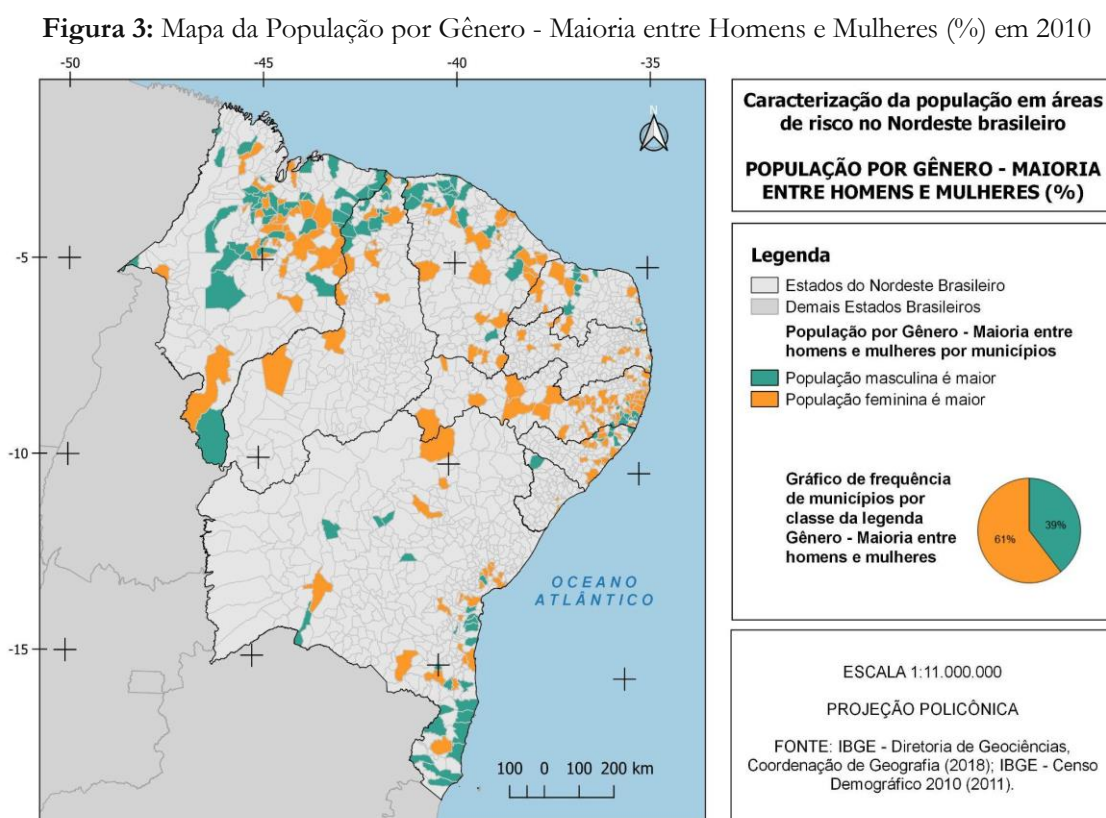 Figura 3: Mapa da População por Gênero - Maioria entre Homens e Mulheres (%) em 2010
-50
-45
-40
-35
N
-5
-10
-15
OCEANO
ATLÂNTICO
100 0 100 200 km
Caracterização da população em áreas
de risco no Nordeste brasileiro
POPULAÇÃO POR GÊNERO - MAIORIA
ENTRE HOMENS E MULHERES (%)
Legenda
Estados do Nordeste Brasileiro
Demais Estados Brasileiros
População por Gênero - Maioria entre
homens e mulheres por municípios
População masculina é maior
População feminina é maior
Gráfico de frequência
de municípios por
classe da legenda
Gênero - Maioria entre
homens e mulheres
61%
39%
ESCALA 1:11.000.000
PROJEÇÃO POLICÔNICA
FONTE: IBGE - Diretoria de Geociências,
Coordenação de Geografia (2018); IBGE - Censo
Demográfico 2010 (2011).